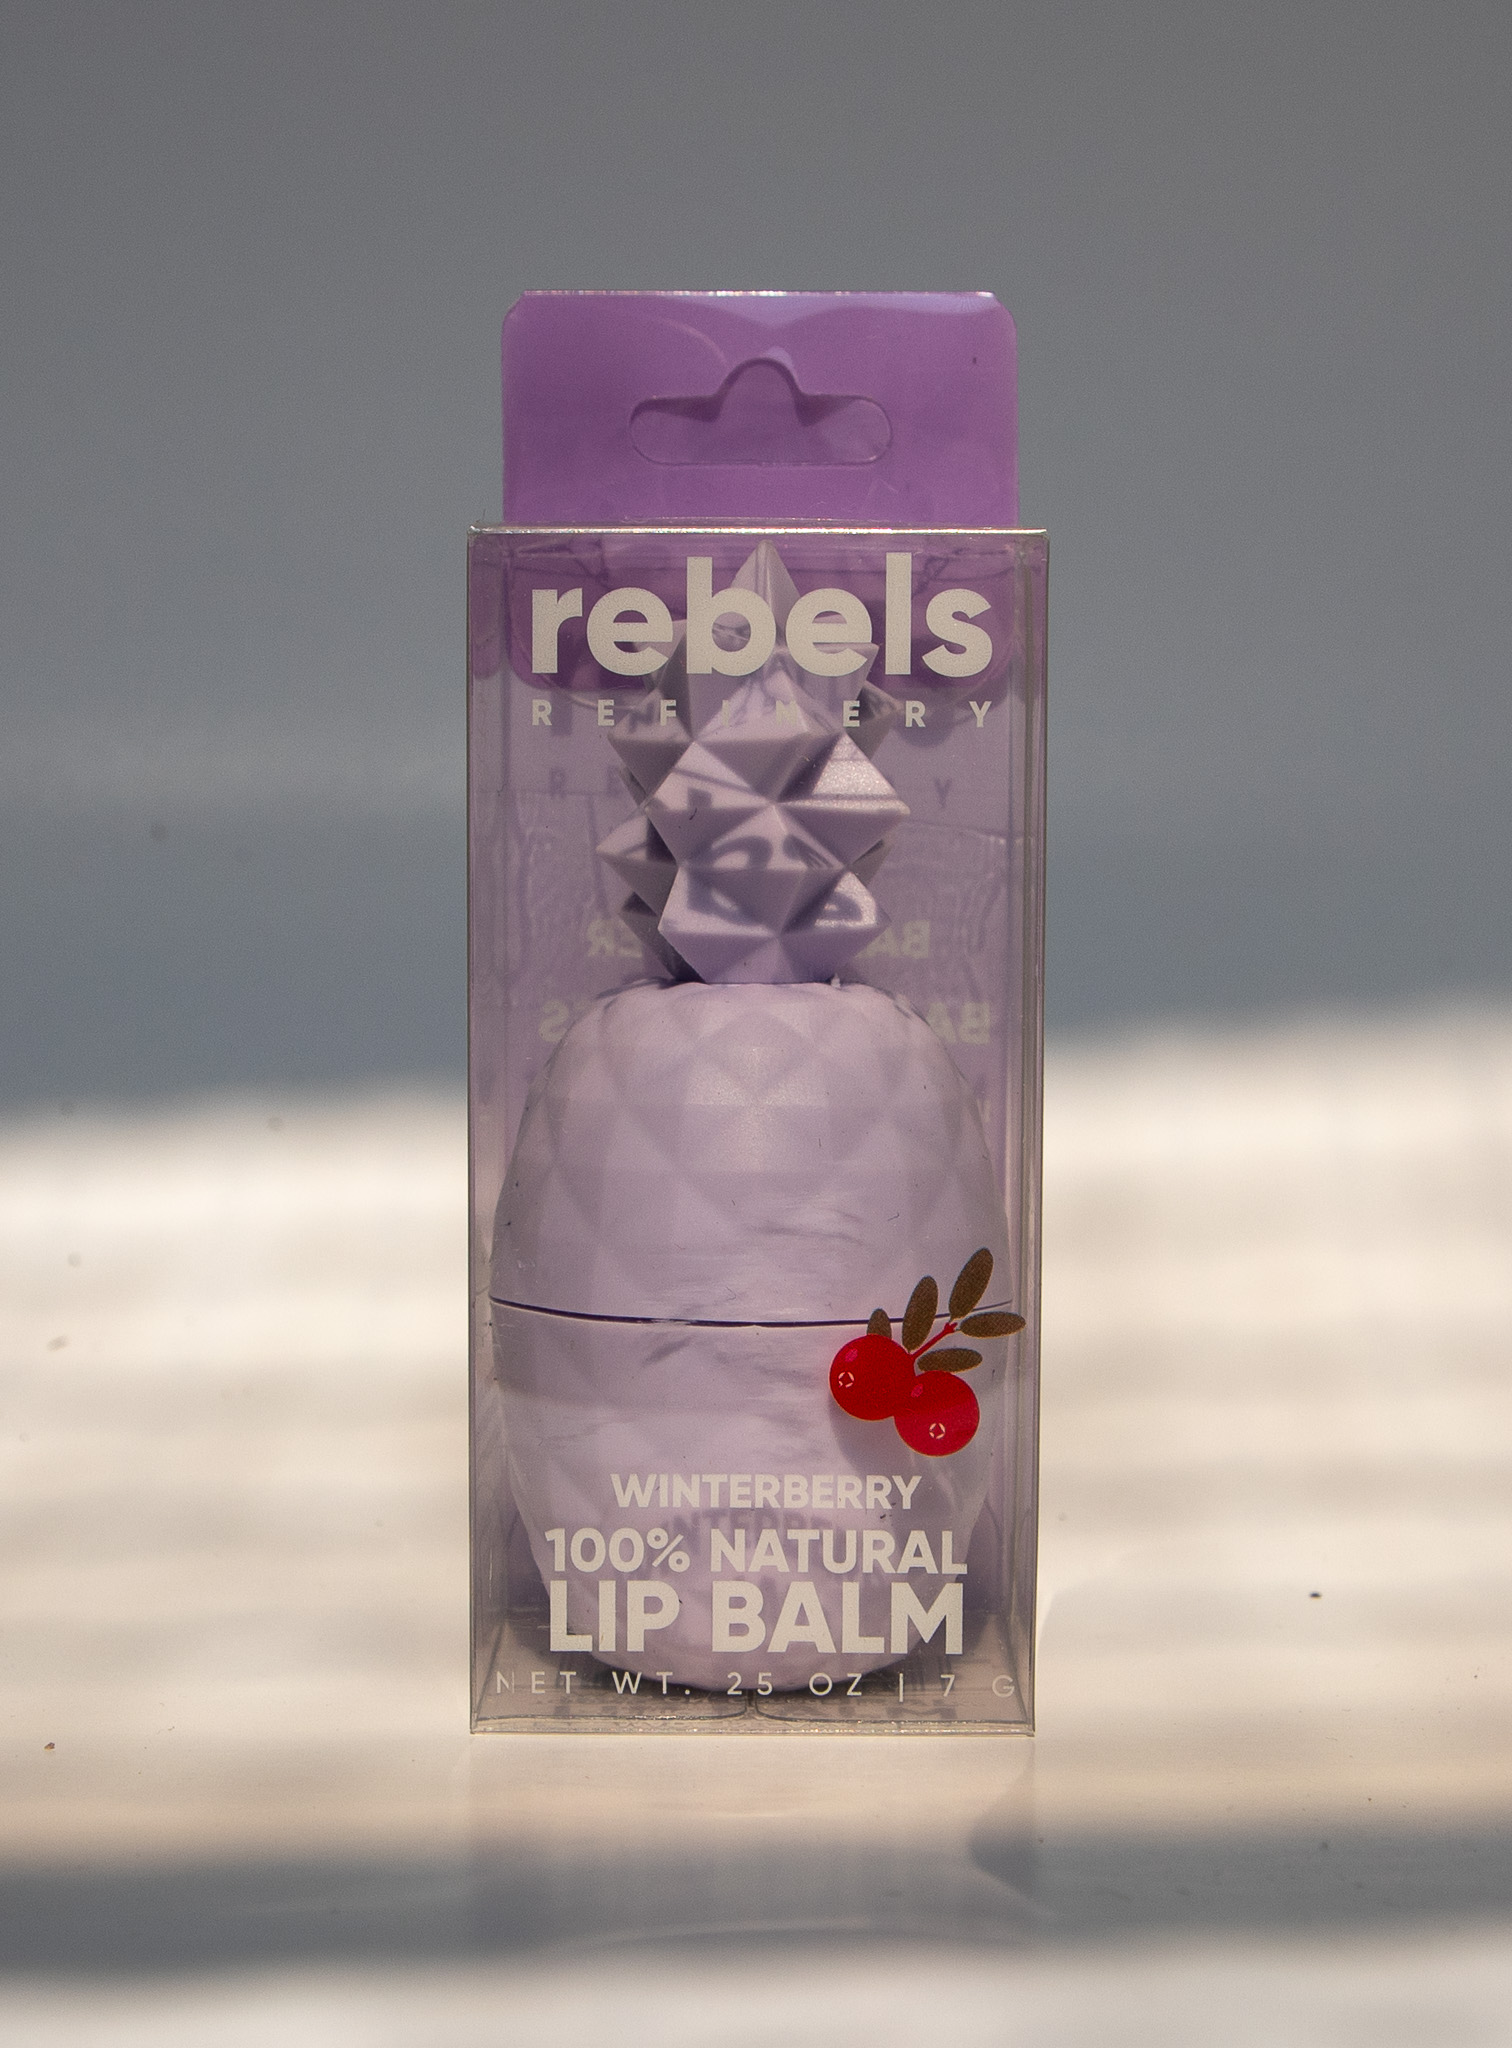 rebels
REFINERY
WINTERBERRY
100% NATURAL
LIP BALM
NET WT. 25 OZ | 7 G